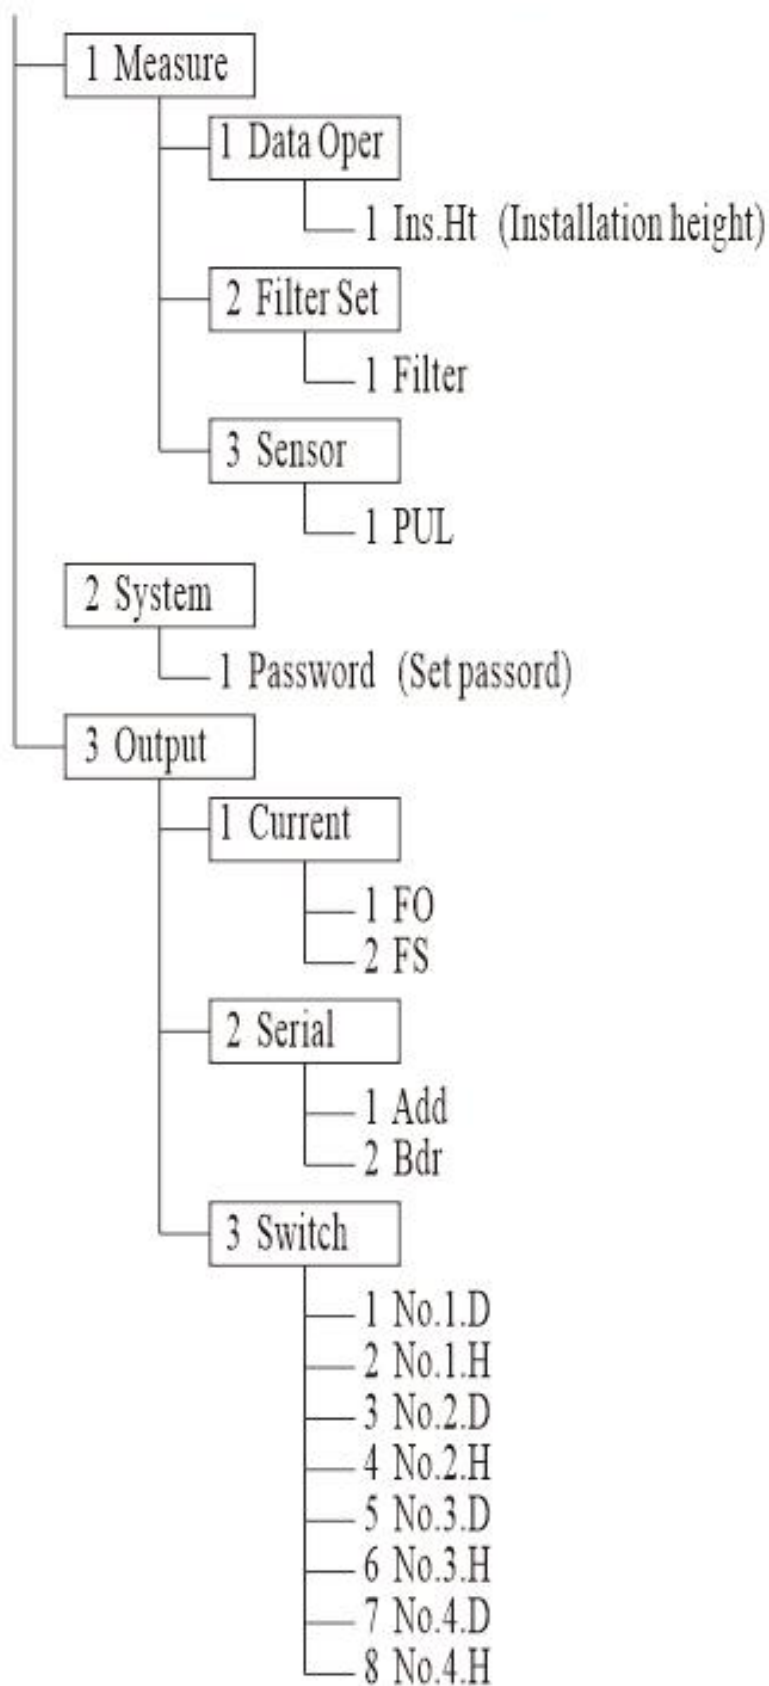 1 Measure
1 Data Oper
1 Ins.Ht (Installation height)
2 Filter Set
1 Filter
3 Sensor
1 PUL
2 System
1 Password (Set passord)
3 Output
1 Current
1 FO
2 FS
2 Serial
1 Add
2 Bdr
3 Switch
1 No.1.D
2 No.1.H
3 No.2.D
4 No.2.H
5 No.3.D
6 No.3.H
7 No.4.D
8 No.4.H